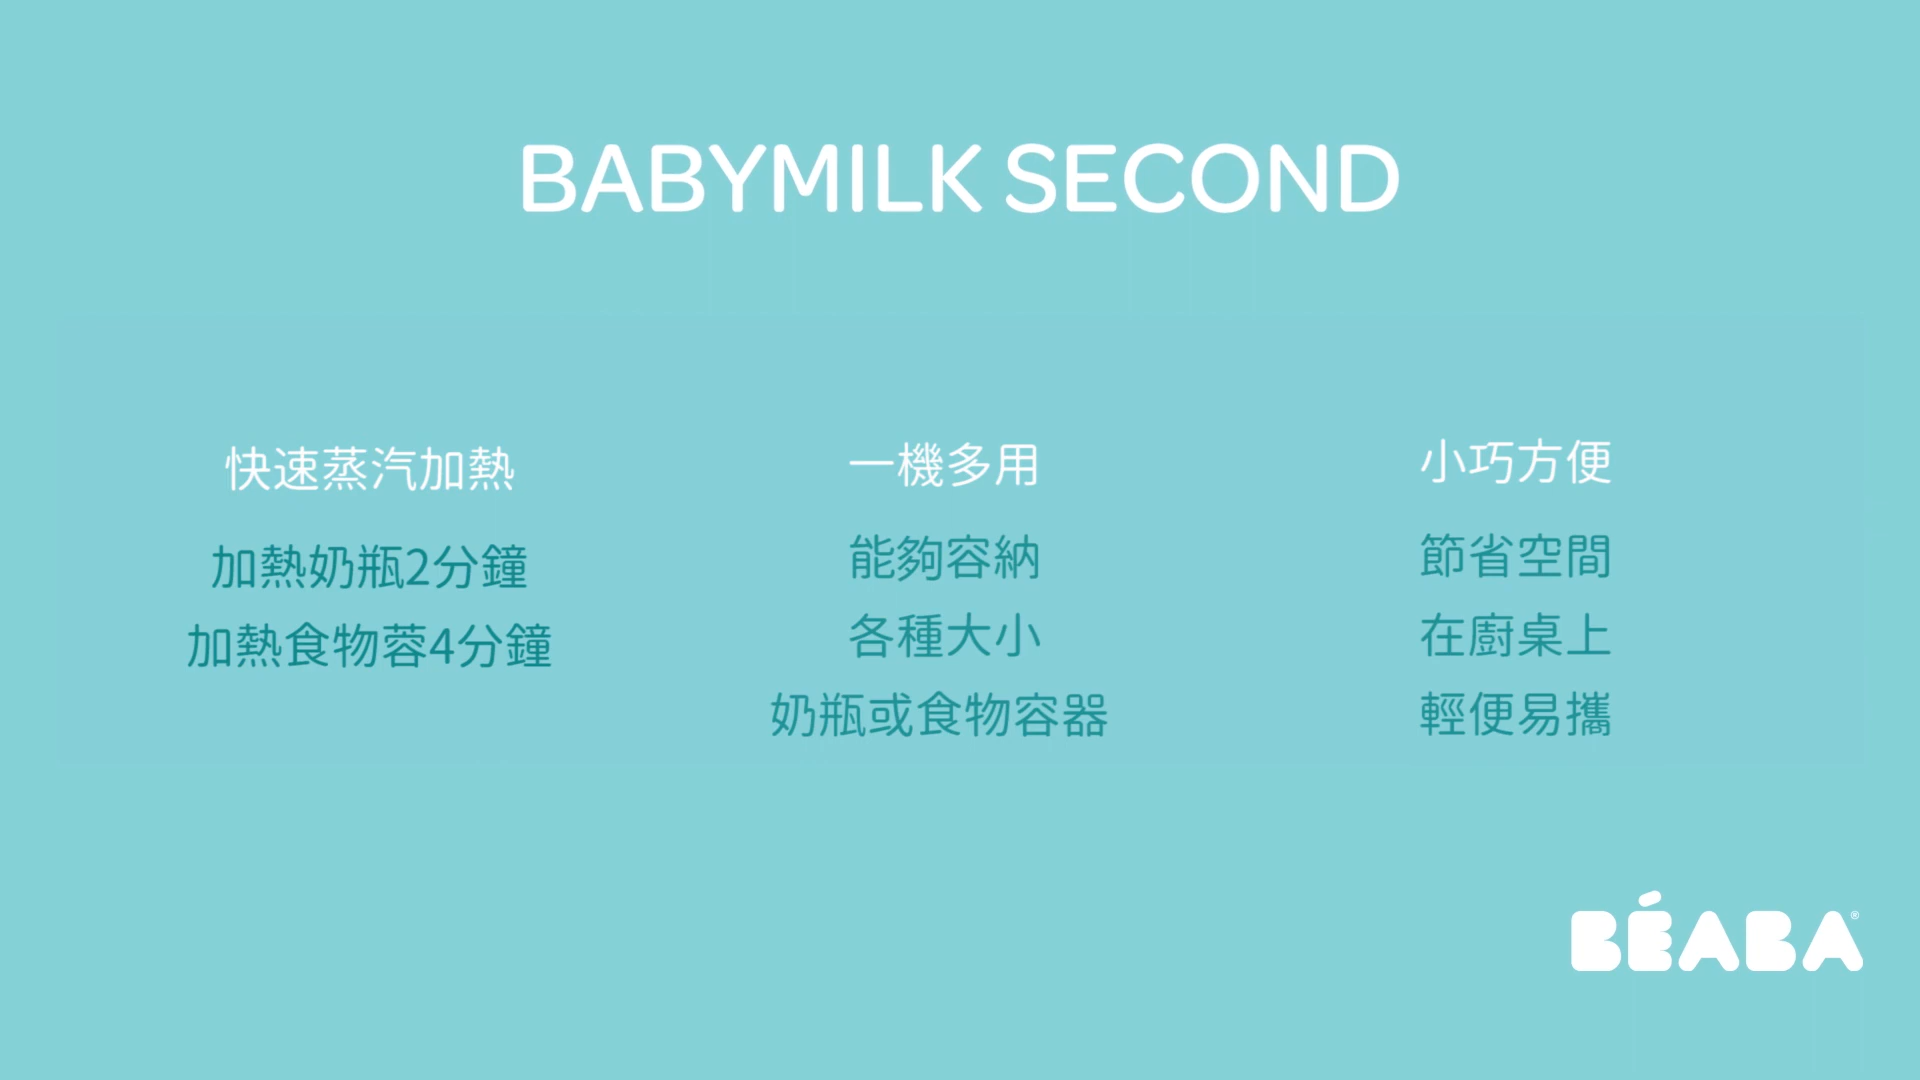 BABYMILK SECOND
快速蒸汽加熱
加熱奶瓶2分鐘
加熱食物蓉4分鐘
一機多用
能夠容納
各種大小
奶瓶或食物容器
小巧方便
節省空間
在廚桌上
輕便易攜
BÉABA®